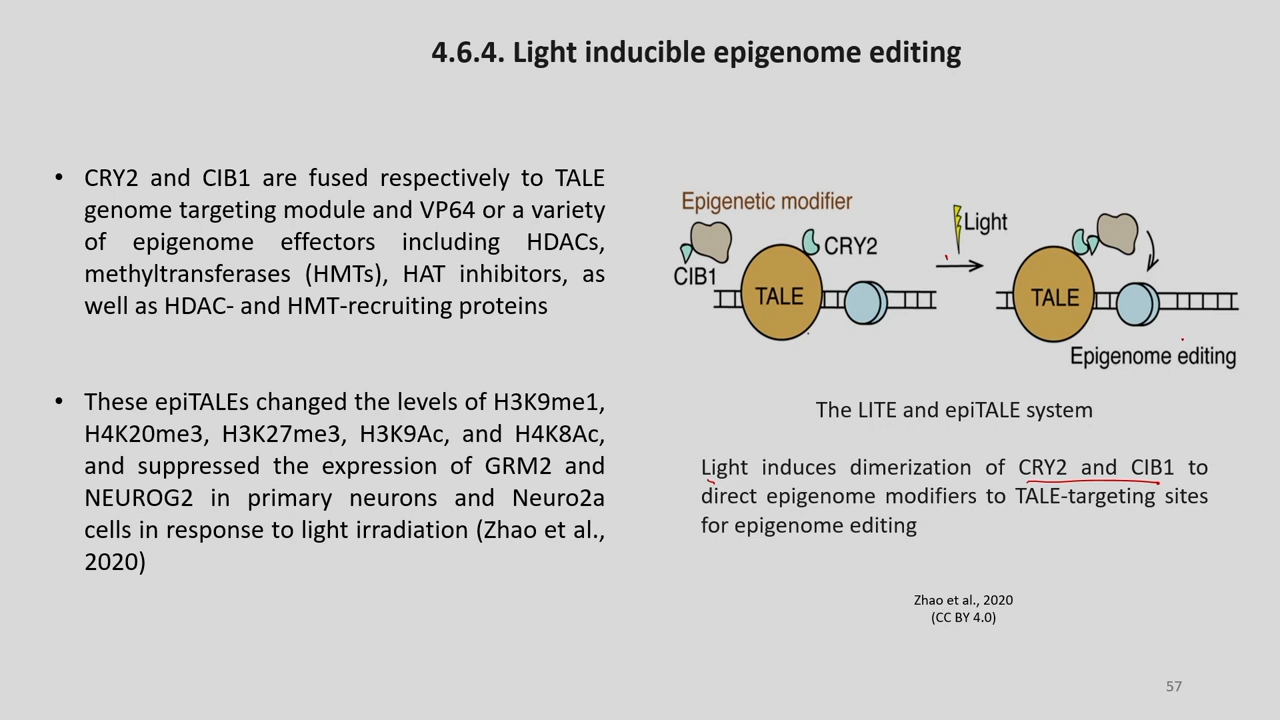 4.6.4. Light inducible epigenome editing
• CRY2 and CIB1 are fused respectively to TALE
genome targeting module and VP64 or a variety
of epigenome effectors including HDACs,
methyltransferases (HMTs), HAT inhibitors, as
well as HDAC- and HMT-recruiting proteins
• These epiTALEs changed the levels of H3K9me1,
H4K20me3, H3K27me3, H3K9Ac, and H4K8Ac,
and suppressed the expression of GRM2 and
NEUROG2 in primary neurons and Neuro2a
cells in response to light irradiation (Zhao et al.,
2020)
Epigenetic modifier
CIB1
CRY2
TALE
Light
TALE
Epigenome editing
The LITE and epiTALE system
Light induces dimerization of CRY2 and CIB1 to
direct epigenome modifiers to TALE-targeting sites
for epigenome editing
Zhao et al., 2020
(CC BY 4.0)
57